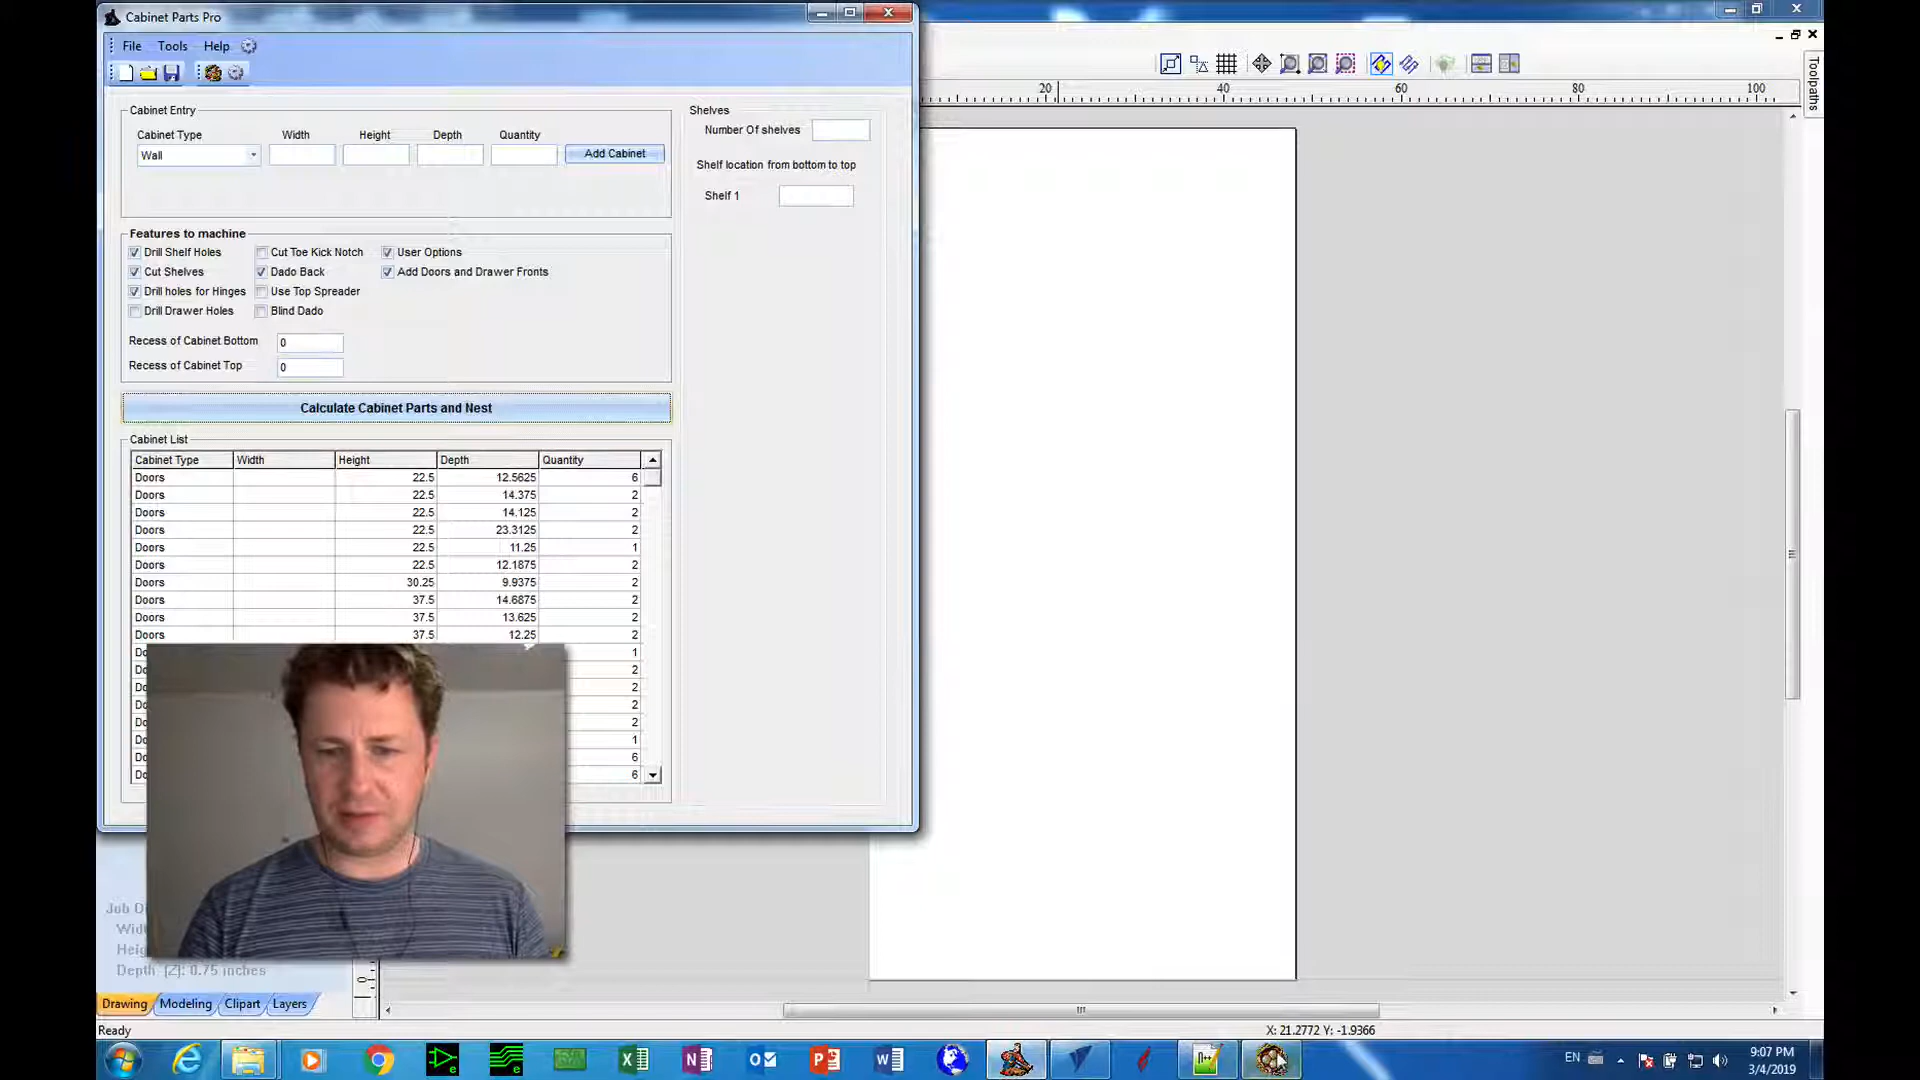 Cabinet Parts Pro
File Tools Help
Cabinet Entry
Cabinet Type Width Height Depth Quantity
Wall Add Cabinet
Shelves
Number Of shelves
Shelf location from bottom to top
Shelf 1
Features to machine
Drill Shelf Holes Cut Toe Kick Notch User Options
Cut Shelves Dado Back Add Doors and Drawer Fronts
Drill holes for Hinges Use Top Spreader
Drill Drawer Holes Blind Dado
Recess of Cabinet Bottom 0
Recess of Cabinet Top 0
Calculate Cabinet Parts and Nest
Cabinet List
Cabinet Type Width Height Depth Quantity
Doors 22.5 12.5625 6
Doors 22.5 14.375 2
Doors 22.5 14.125 2
Doors 22.5 23.3125 2
Doors 22.5 11.25 1
Doors 22.5 12.1875 2
Doors 30.25 9.9375 2
Doors 37.5 14.6875 2
Doors 37.5 13.625 2
Doors 37.5 12.25 2
1
2
2
2
2
1
6
6
20 40 60 80 100
Toolpaths
Job
Depth (Z): 0.75 inches
Drawing Modeling Clipart Layers
Ready X: 21.2772 Y: -1.9366
EN 9:07 PM
3/4/2019